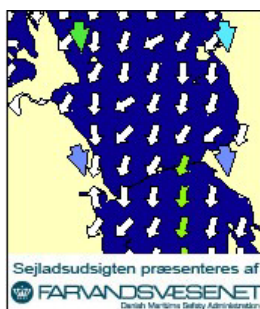 Sejladsudsigten præsenteres af
FARVANDSVÆSENET
Danish Maritime Safety Administration